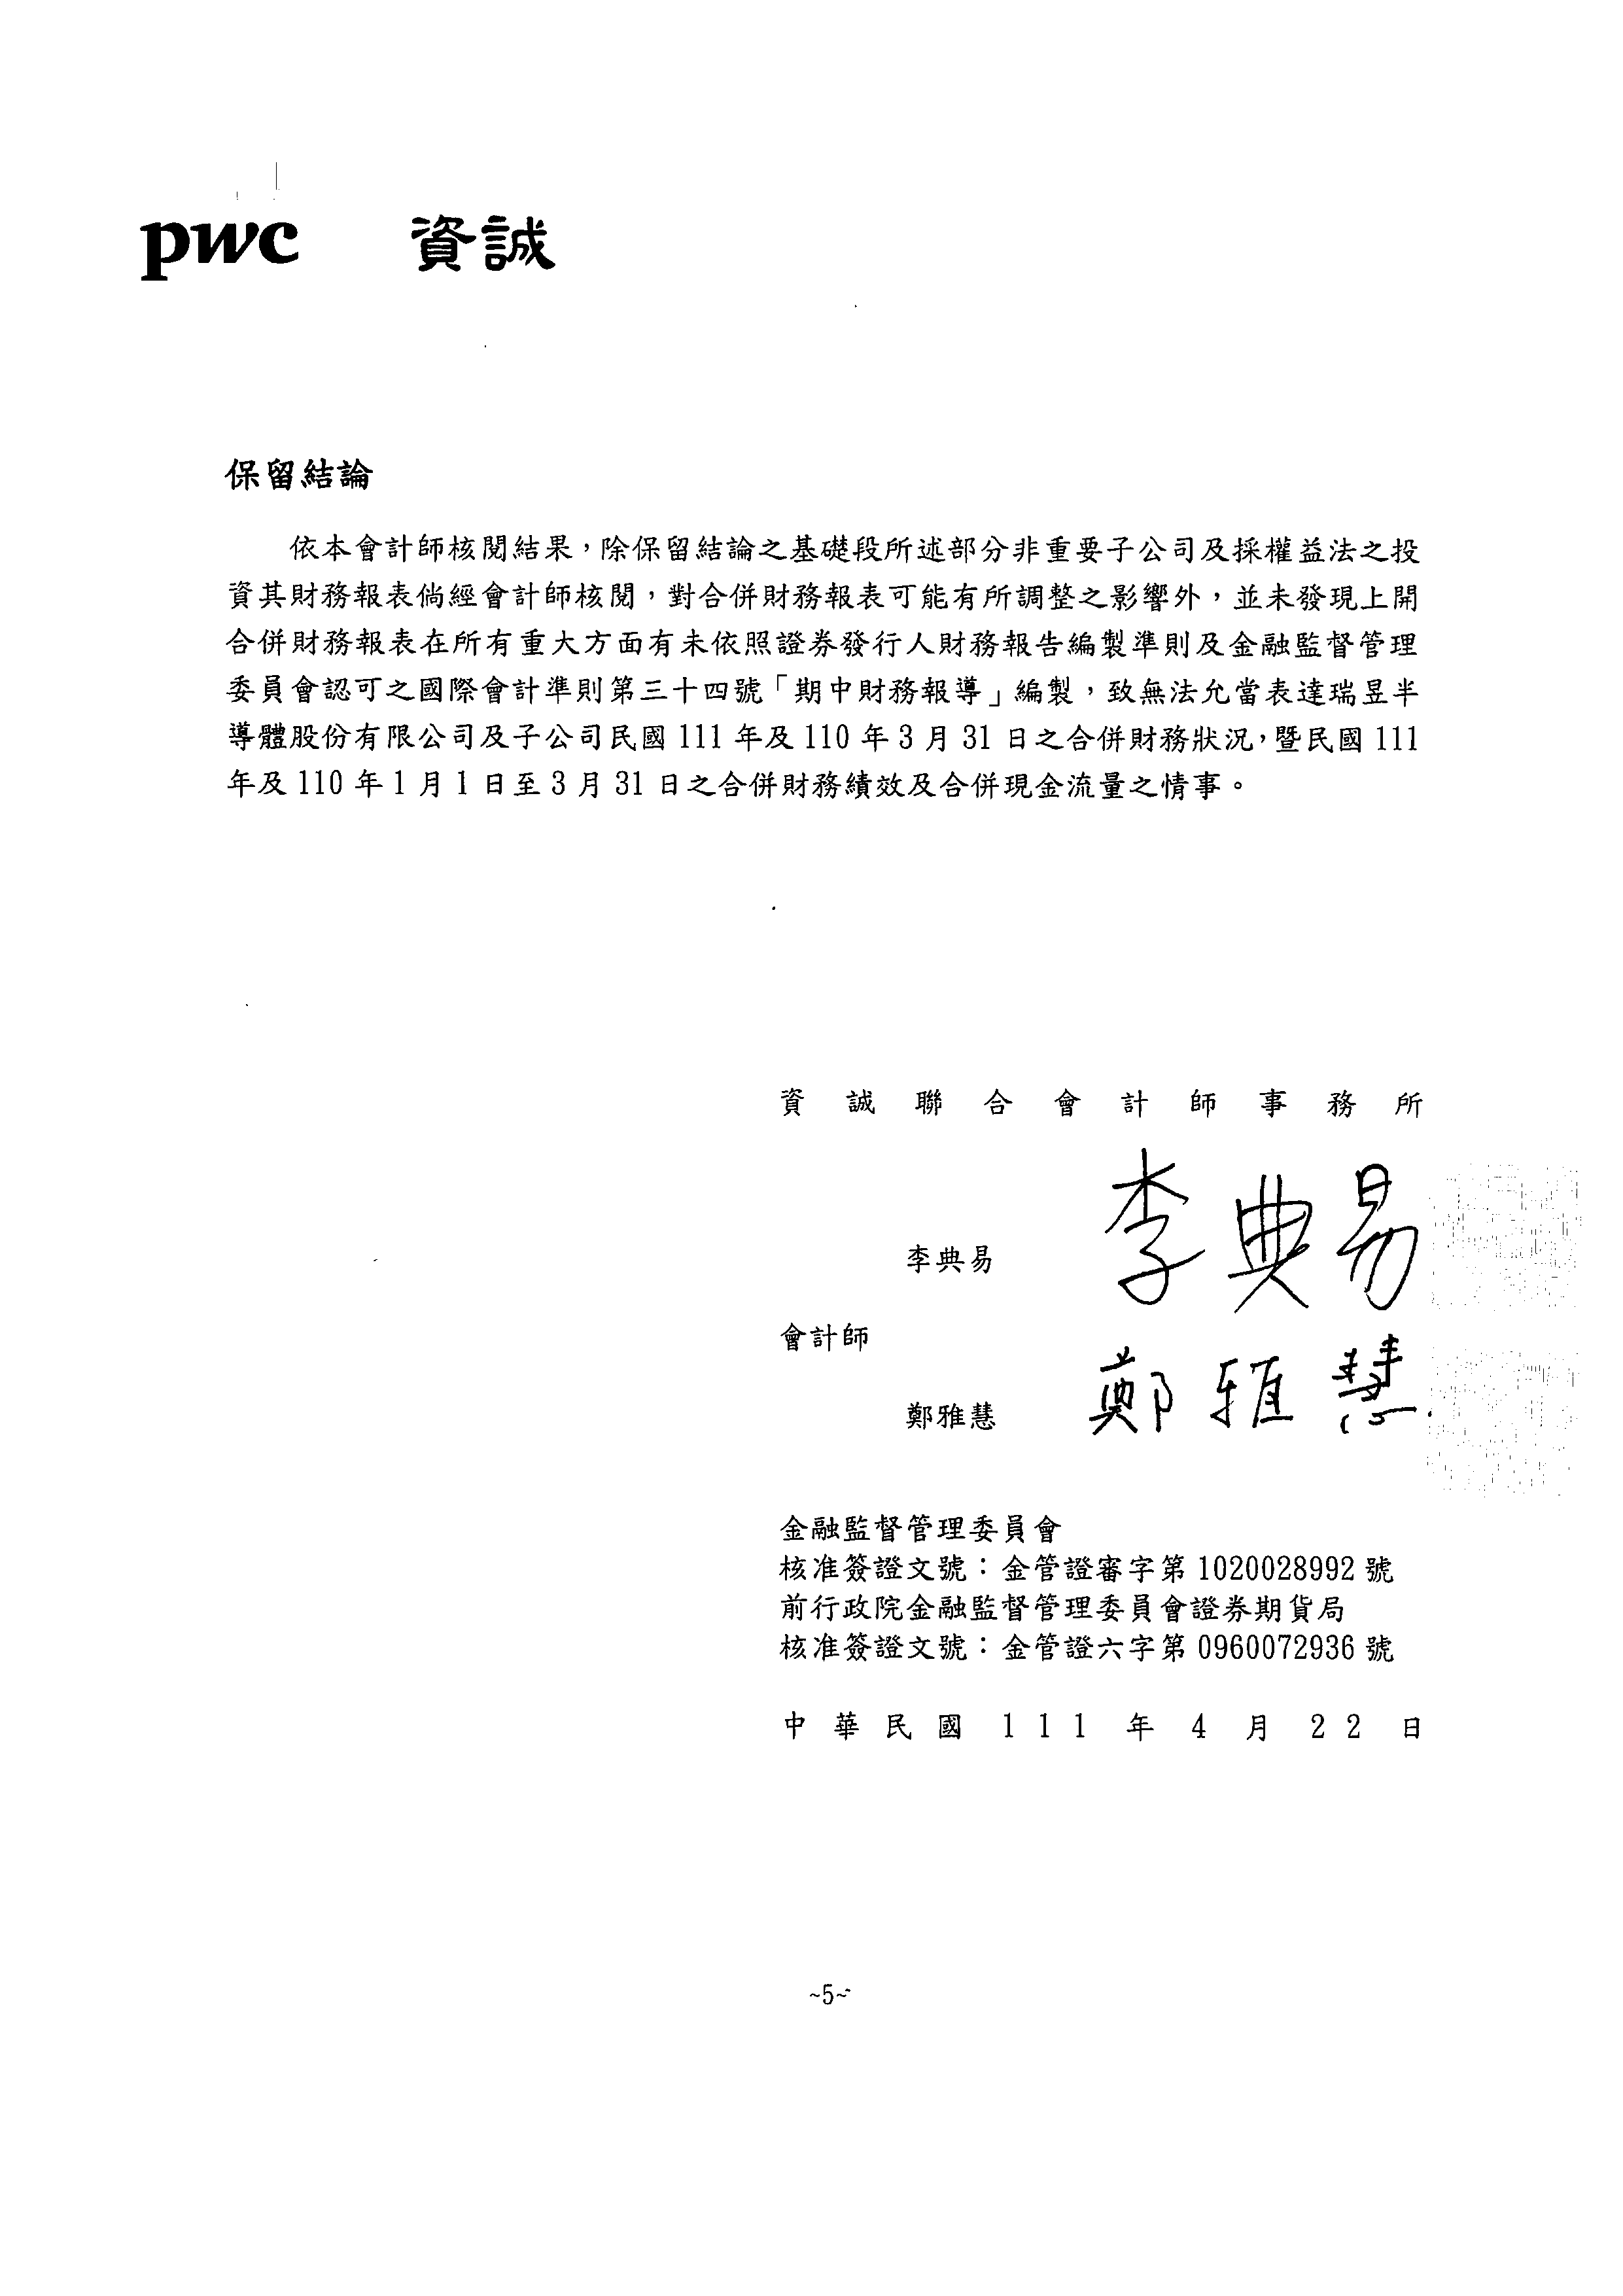 pwc 資誠
保留結論
依本會計師核閱結果，除保留結論之基礎段所述部分非重要子公司及採權益法之投
資其財務報表倘經會計師核閱，對合併財務報表可能有所調整之影響外，並未發現上開
合併財務報表在所有重大方面有未依照證券發行人財務報告編製準則及金融監督管理
委員會認可之國際會計準則第三十四號「期中財務報導」編製，致無法允當表達瑞昱半
導體股份有限公司及子公司民國 111 年及 110 年 3 月 31 日之合併財務狀況，暨民國 111
年及 110 年 1 月 1 日至 3 月 31 日之合併財務績效及合併現金流量之情事。
資誠聯合會計師事務所
李典易 李典易
會計師
鄭雅慧 鄭雅慧
金融監督管理委員會
核准簽證文號：金管證審字第 1020028992 號
前行政院金融監督管理委員會證券期貨局
核准簽證文號：金管證六字第 0960072936 號
中華民國 111 年 4 月 22 日
~5~